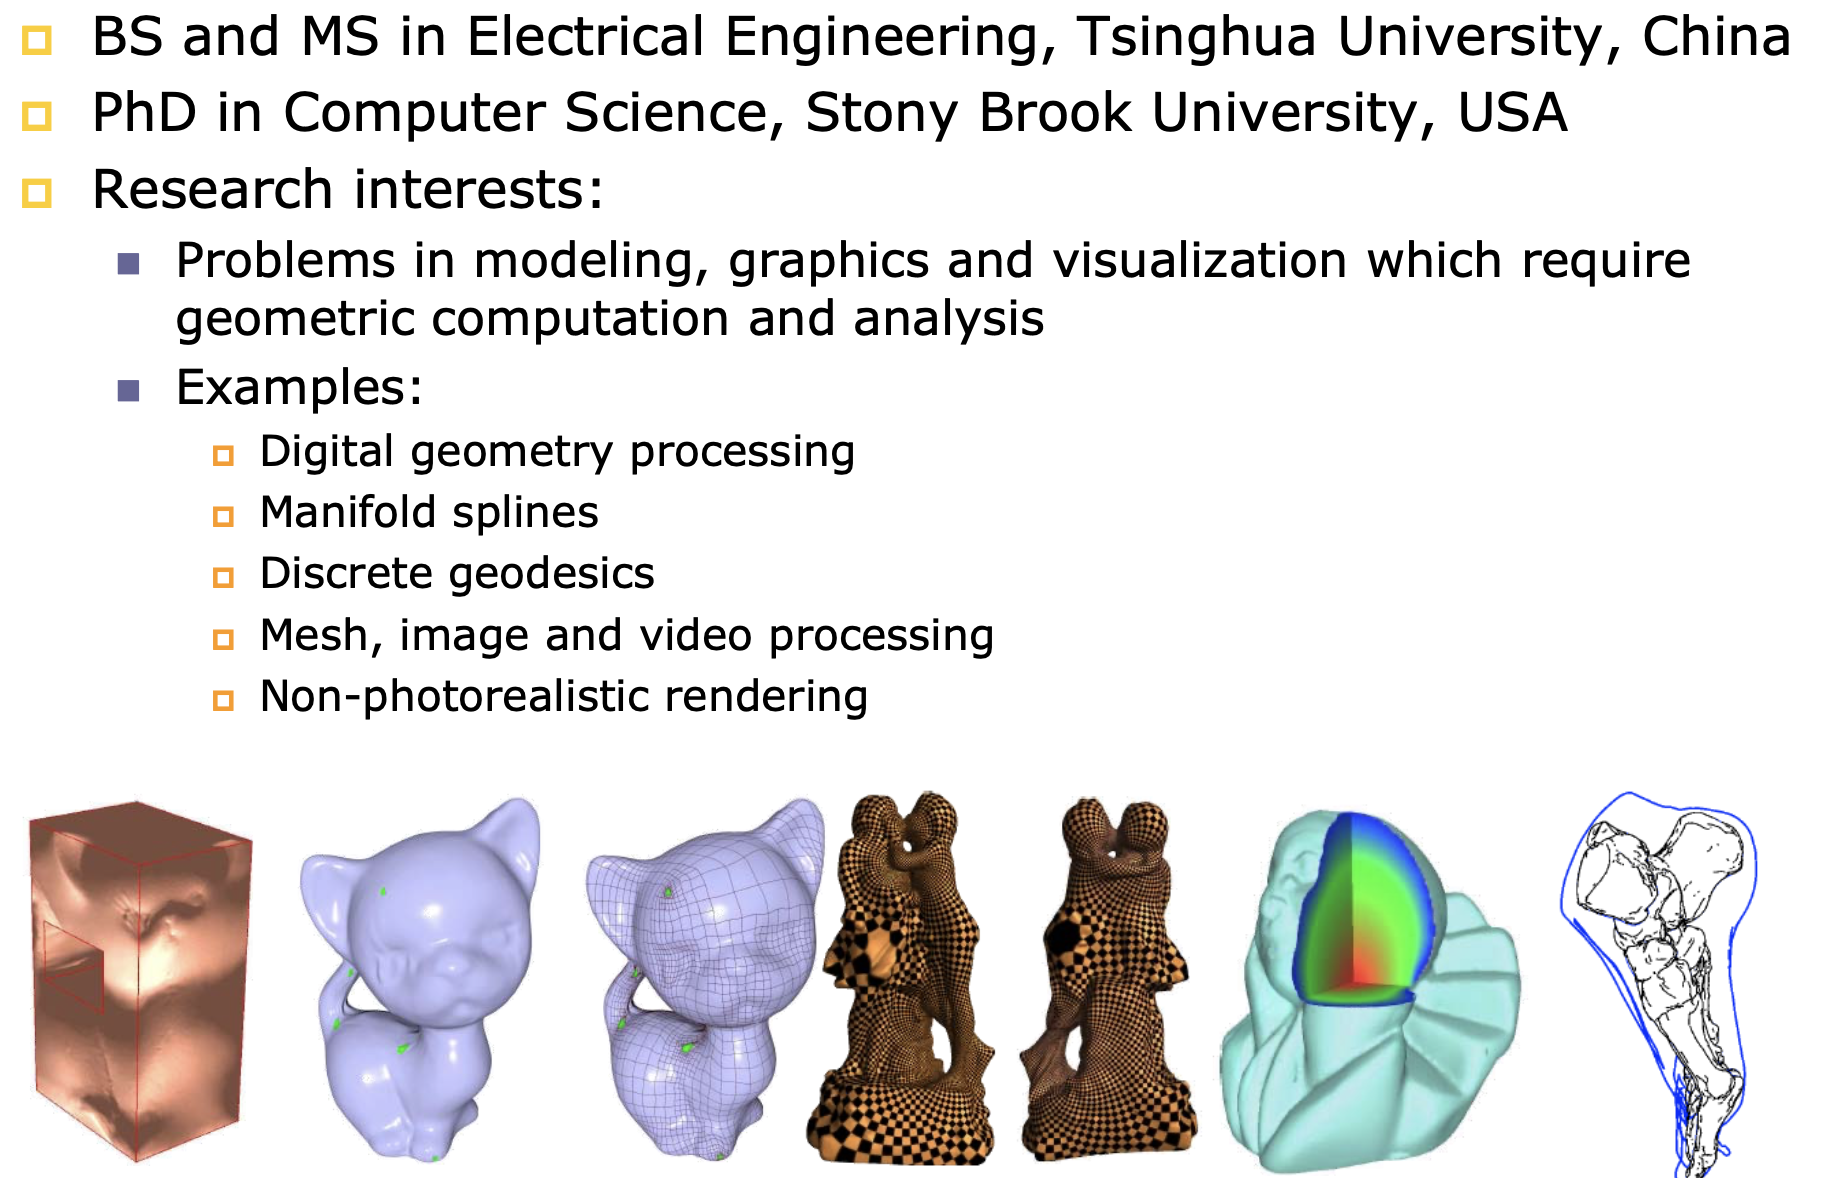 BS and MS in Electrical Engineering, Tsinghua University, China
PhD in Computer Science, Stony Brook University, USA
Research interests:
Problems in modeling, graphics and visualization which require
geometric computation and analysis
Examples:
Digital geometry processing
Manifold splines
Discrete geodesics
Mesh, image and video processing
Non-photorealistic rendering